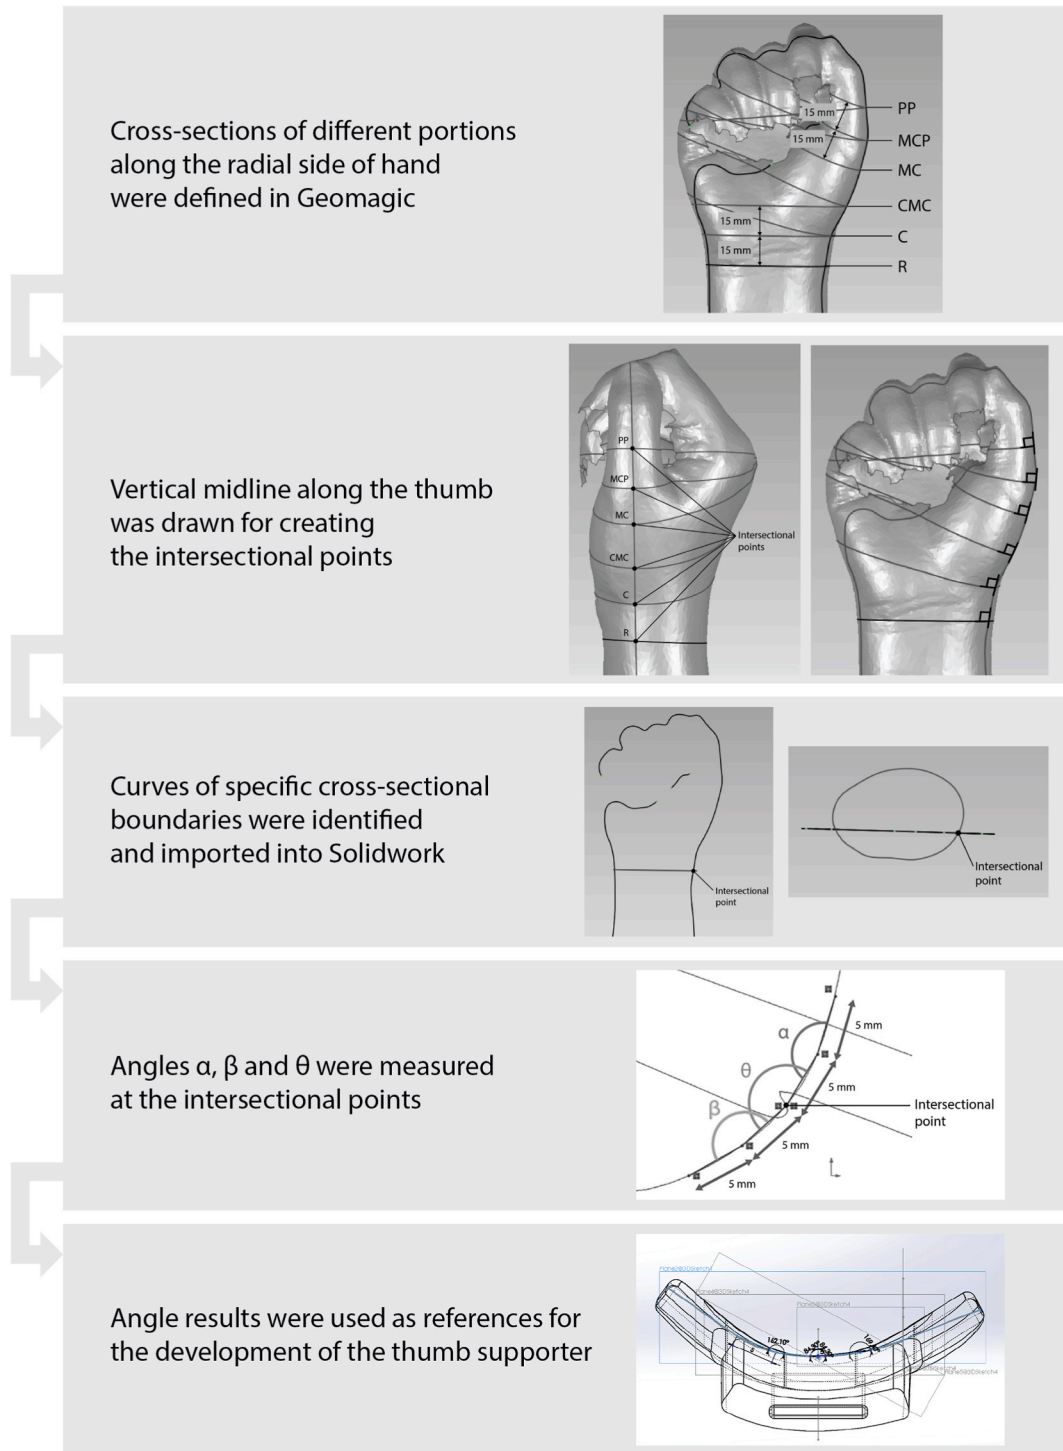 Cross-sections of different portions
along the radial side of hand
were defined in Geomagic
15 mm
15 mm
15 mm
15 mm
PP
MCP
MC
CMC
C
R
Vertical midline along the thumb
was drawn for creating
the intersectional points
PP
MCP
MC
CMC
C
R
Intersectional
points
Curves of specific cross-sectional
boundaries were identified
and imported into Solidwork
Intersectional
point
Intersectional
point
Angles α, β and θ were measured
at the intersectional points
α
θ
β
5 mm
5 mm
5 mm
5 mm
Intersectional
point
Angle results were used as references for
the development of the thumb supporter
162.10°